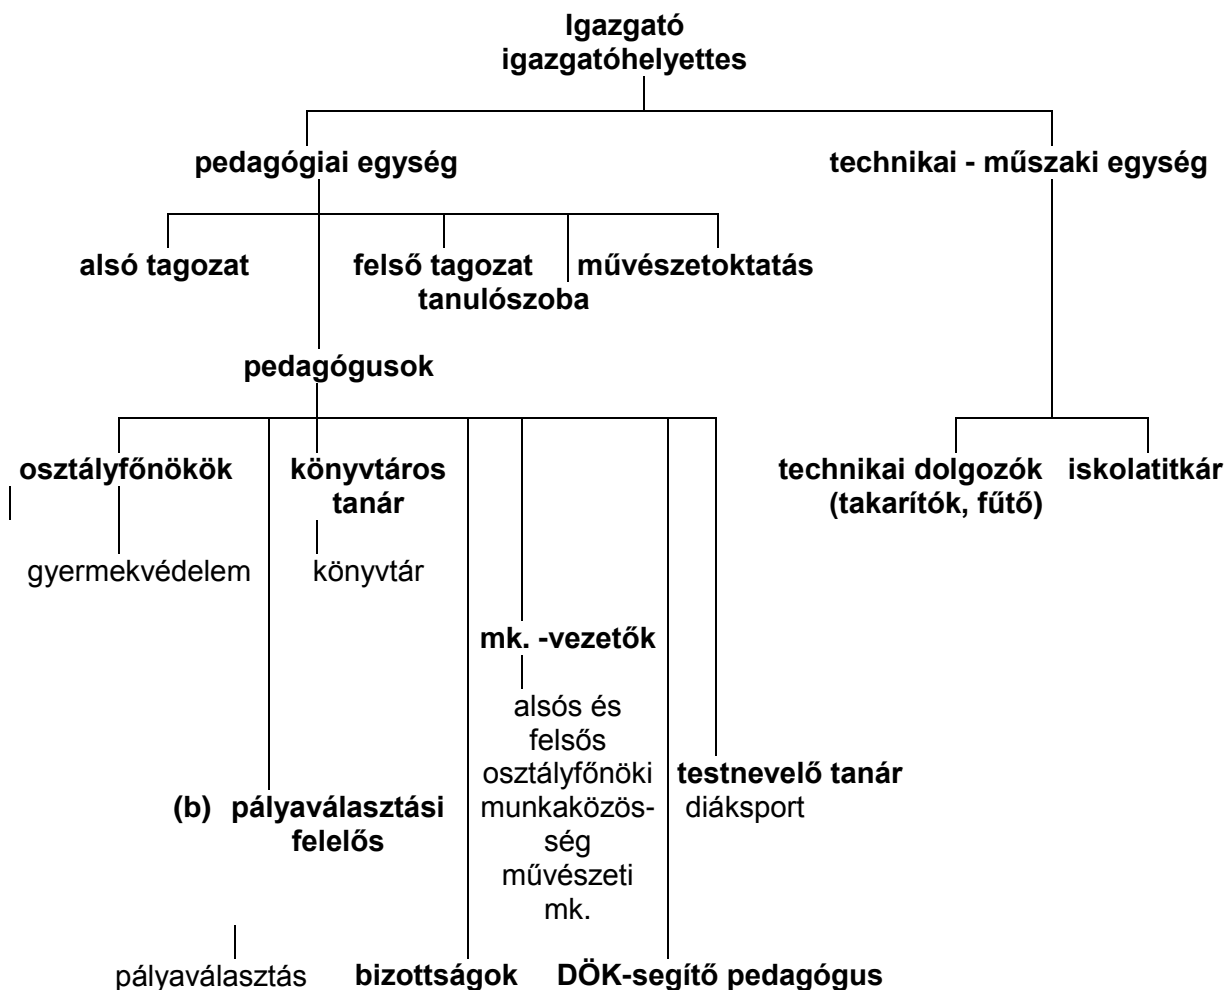 Igazgató
igazgatóhelyettes
pedagógiai egység
technikai - műszaki egység
alsó tagozat
felső tagozat
művészetoktatás
tanulószoba
pedagógusok
osztályfőnökök
könyvtáros
tanár
technikai dolgozók
(takarítók, fűtő)
iskolatitkár
gyermekvédelem
könyvtár
mk. -vezetők
alsós és
felsős
osztályfőnöki
munkaközös-
ség
művészeti
mk.
testnevelő tanár
diáksport
(b) pályaválasztási
felelős
pályaválasztás
bizottságok
DÖK-segítő pedagógus